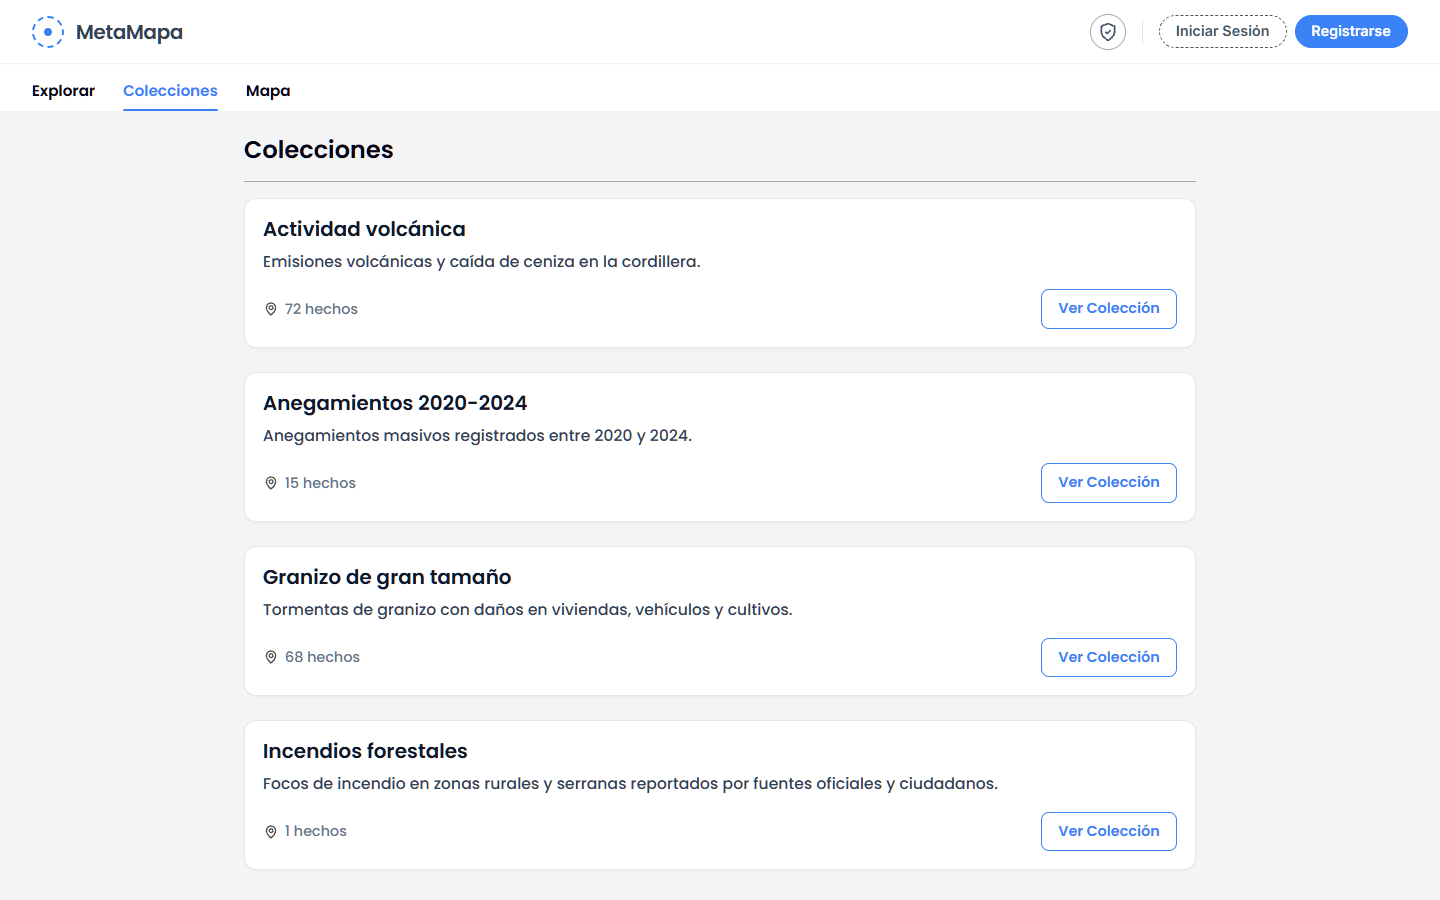 MetaMapa
Iniciar Sesión
Registrarse
Explorar
Colecciones
Mapa
Colecciones
Actividad volcánica
Emisiones volcánicas y caída de ceniza en la cordillera.
72 hechos
Ver Colección
Anegamientos 2020-2024
Anegamientos masivos registrados entre 2020 y 2024.
15 hechos
Ver Colección
Granizo de gran tamaño
Tormentas de granizo con daños en viviendas, vehículos y cultivos.
68 hechos
Ver Colección
Incendios forestales
Focos de incendio en zonas rurales y serranas reportados por fuentes oficiales y ciudadanos.
1 hechos
Ver Colección